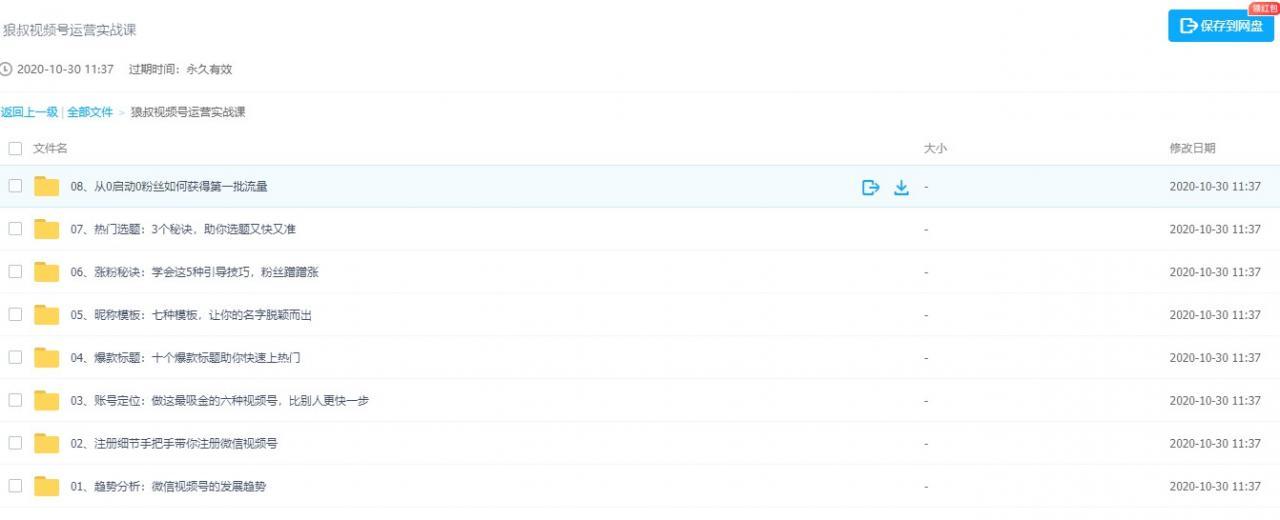 领红包
狼叔视频号运营实战课
保存到网盘
2020-10-30 11:37 过期时间：永久有效
返回上一级 | 全部文件 > 狼叔视频号运营实战课
文件名 大小 修改日期
08、从0启动0粉丝如何获得第一批流量 - 2020-10-30 11:37
07、热门选题：3个秘诀，助你选题又快又准 - 2020-10-30 11:37
06、涨粉秘诀：学会这5种引导技巧，粉丝蹭蹭涨 - 2020-10-30 11:37
05、昵称模板：七种模板，让你的名字脱颖而出 - 2020-10-30 11:37
04、爆款标题：十个爆款标题助你快速上热门 - 2020-10-30 11:37
03、账号定位：做这最吸金的六种视频号，比别人更快一步 - 2020-10-30 11:37
02、注册细节手把手带你注册微信视频号 - 2020-10-30 11:37
01、趋势分析：微信视频号的发展趋势 - 2020-10-30 11:37